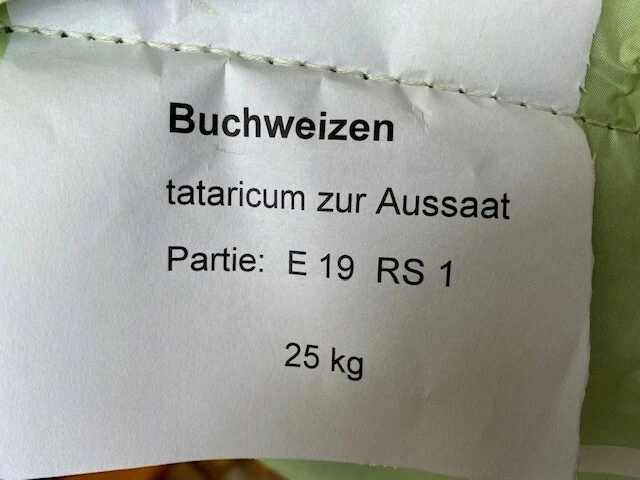 Buchweizen
tataricum zur Aussaat
Partie: E 19 RS 1
25 kg